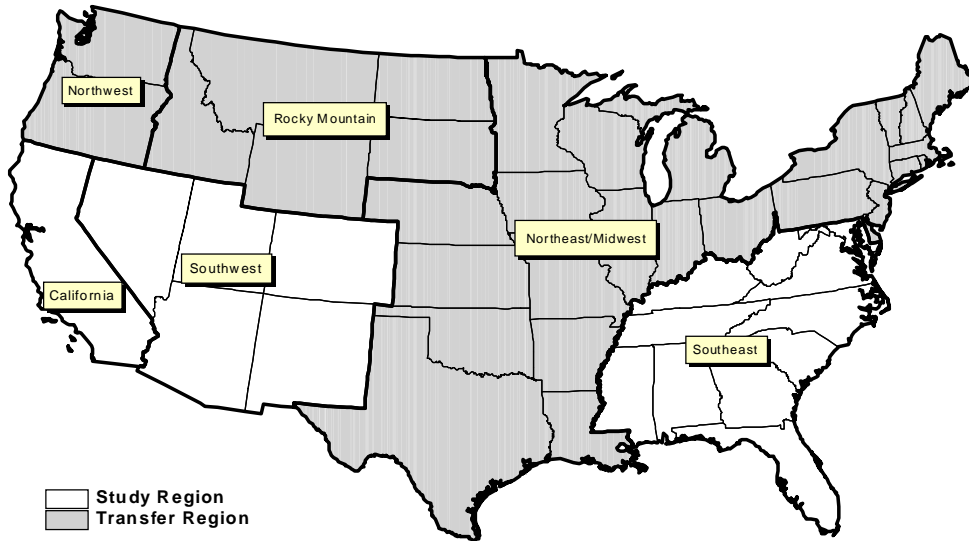 Northwest
Rocky Mountain
Northeast/Midwest
Southwest
California
Southeast
Study Region
Transfer Region